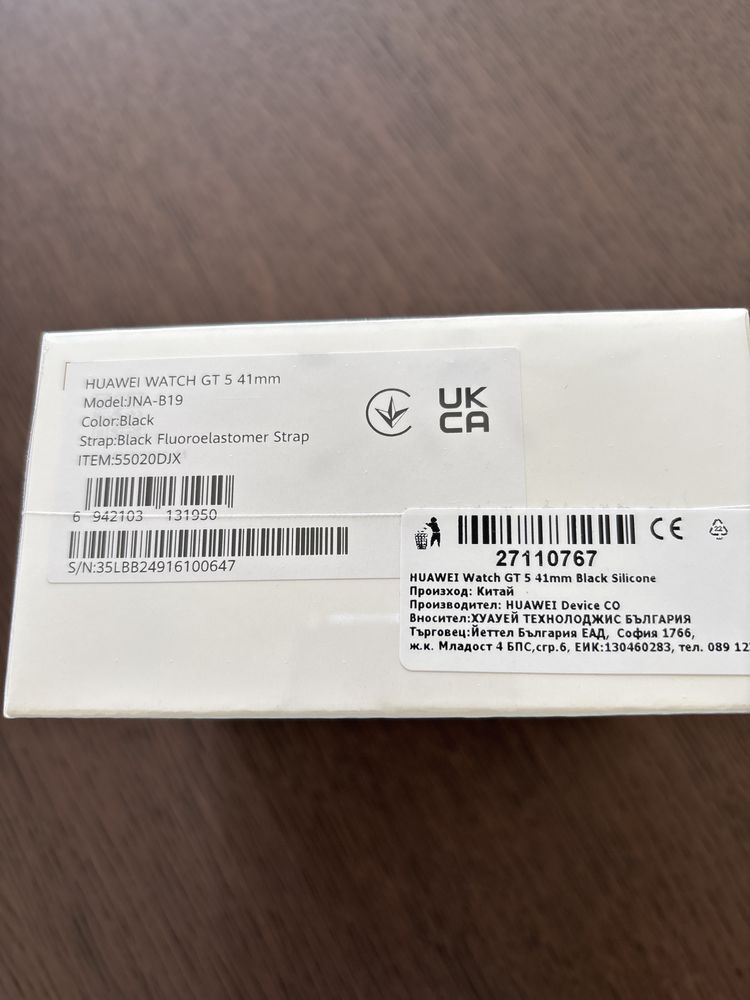 HUAWEI WATCH GT 5 41mm
Model:JNA-B19
Color:Black
Strap:Black Fluoroelastomer Strap
ITEM:55020DJX
6 942103 131950
S/N:35LBB24916100647
UK
CA
CE
22
27110767
HUAWEI Watch GT 5 41mm Black Silicone
Произход: Китай
Производител: HUAWEI Device CO
Вносител:ХУАУЕЙ ТЕХНОЛОДЖИС БЪЛГАРИЯ
Търговец:Йеттел България ЕАД, София 1766,
ж.к. Младост 4 БПС,сгр.6, ЕИК:130460283, тел. 089 12